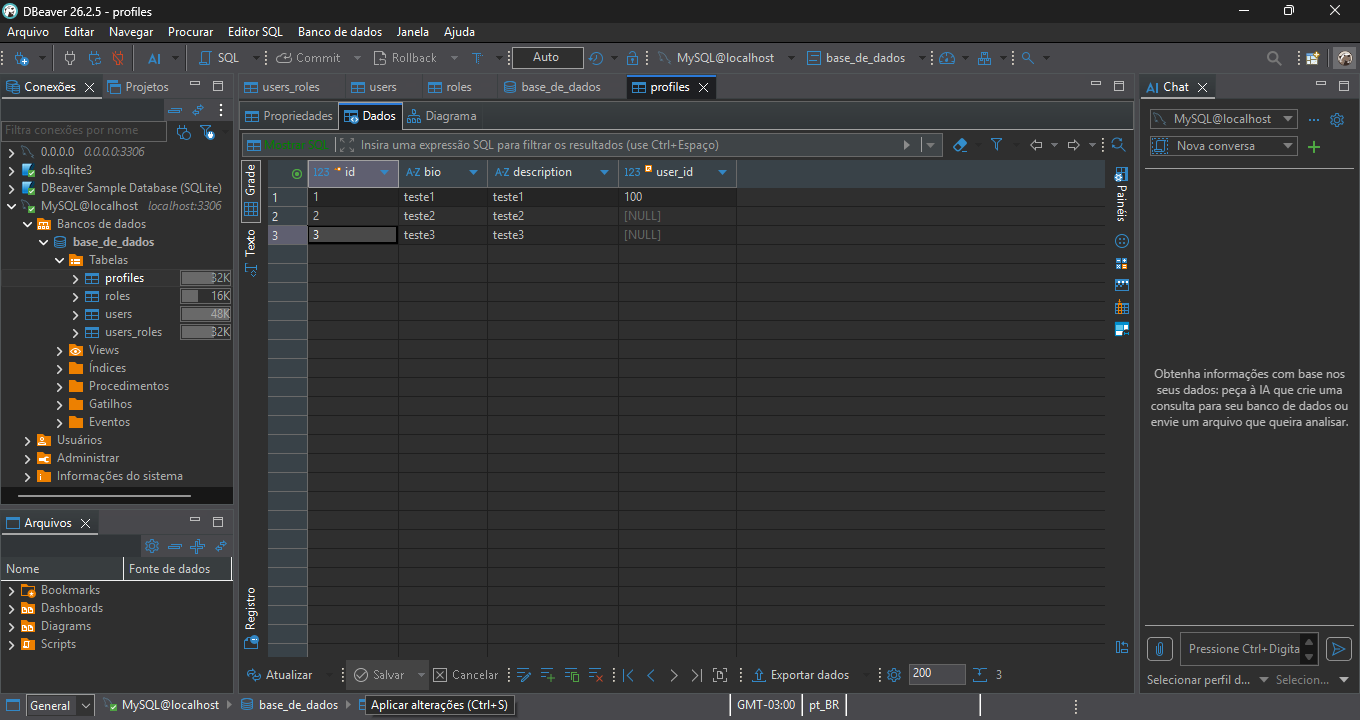 DBeaver 26.2.5 - profiles
Arquivo Editar Navegar Procurar Editor SQL Banco de dados Janela Ajuda
AI SQL Commit Rollback T Auto MySQL@localhost base_de_dados
Conexões Projetos
Filtra conexões por nome
0.0.0.0 0.0.0.0:3306
db.sqlite3
DBeaver Sample Database (SQLite)
MySQL@localhost localhost:3306
Bancos de dados
base_de_dados
Tabelas
profiles 32K
roles 16K
users 48K
users_roles 32K
Views
Índices
Procedimentos
Gatilhos
Eventos
Usuários
Administrar
Informações do sistema
Arquivos
Nome Fonte de dados
Bookmarks
Dashboards
Diagrams
Scripts
users_roles users roles base_de_dados profiles
Propriedades Dados Diagrama
Mostrar SQL Insira uma expressão SQL para filtrar os resultados (use Ctrl+Espaço)
Grade
Texto
Registro
123 id A-Z bio A-Z description 123 user_id
1 1 teste1 teste1 100
2 2 teste2 teste2 [NULL]
3 3 teste3 teste3 [NULL]
Painéis
Atualizar Salvar Cancelar Exportar dados 200 3
AI Chat
MySQL@localhost
Nova conversa
Obtenha informações com base nos
seus dados: peça à IA que crie uma
consulta para seu banco de dados ou
envie um arquivo que queira analisar.
Pressione Ctrl+Digita
Selecionar perfil d... Selecion...
General MySQL@localhost base_de_dados Aplicar alterações (Ctrl+S) GMT-03:00 pt_BR